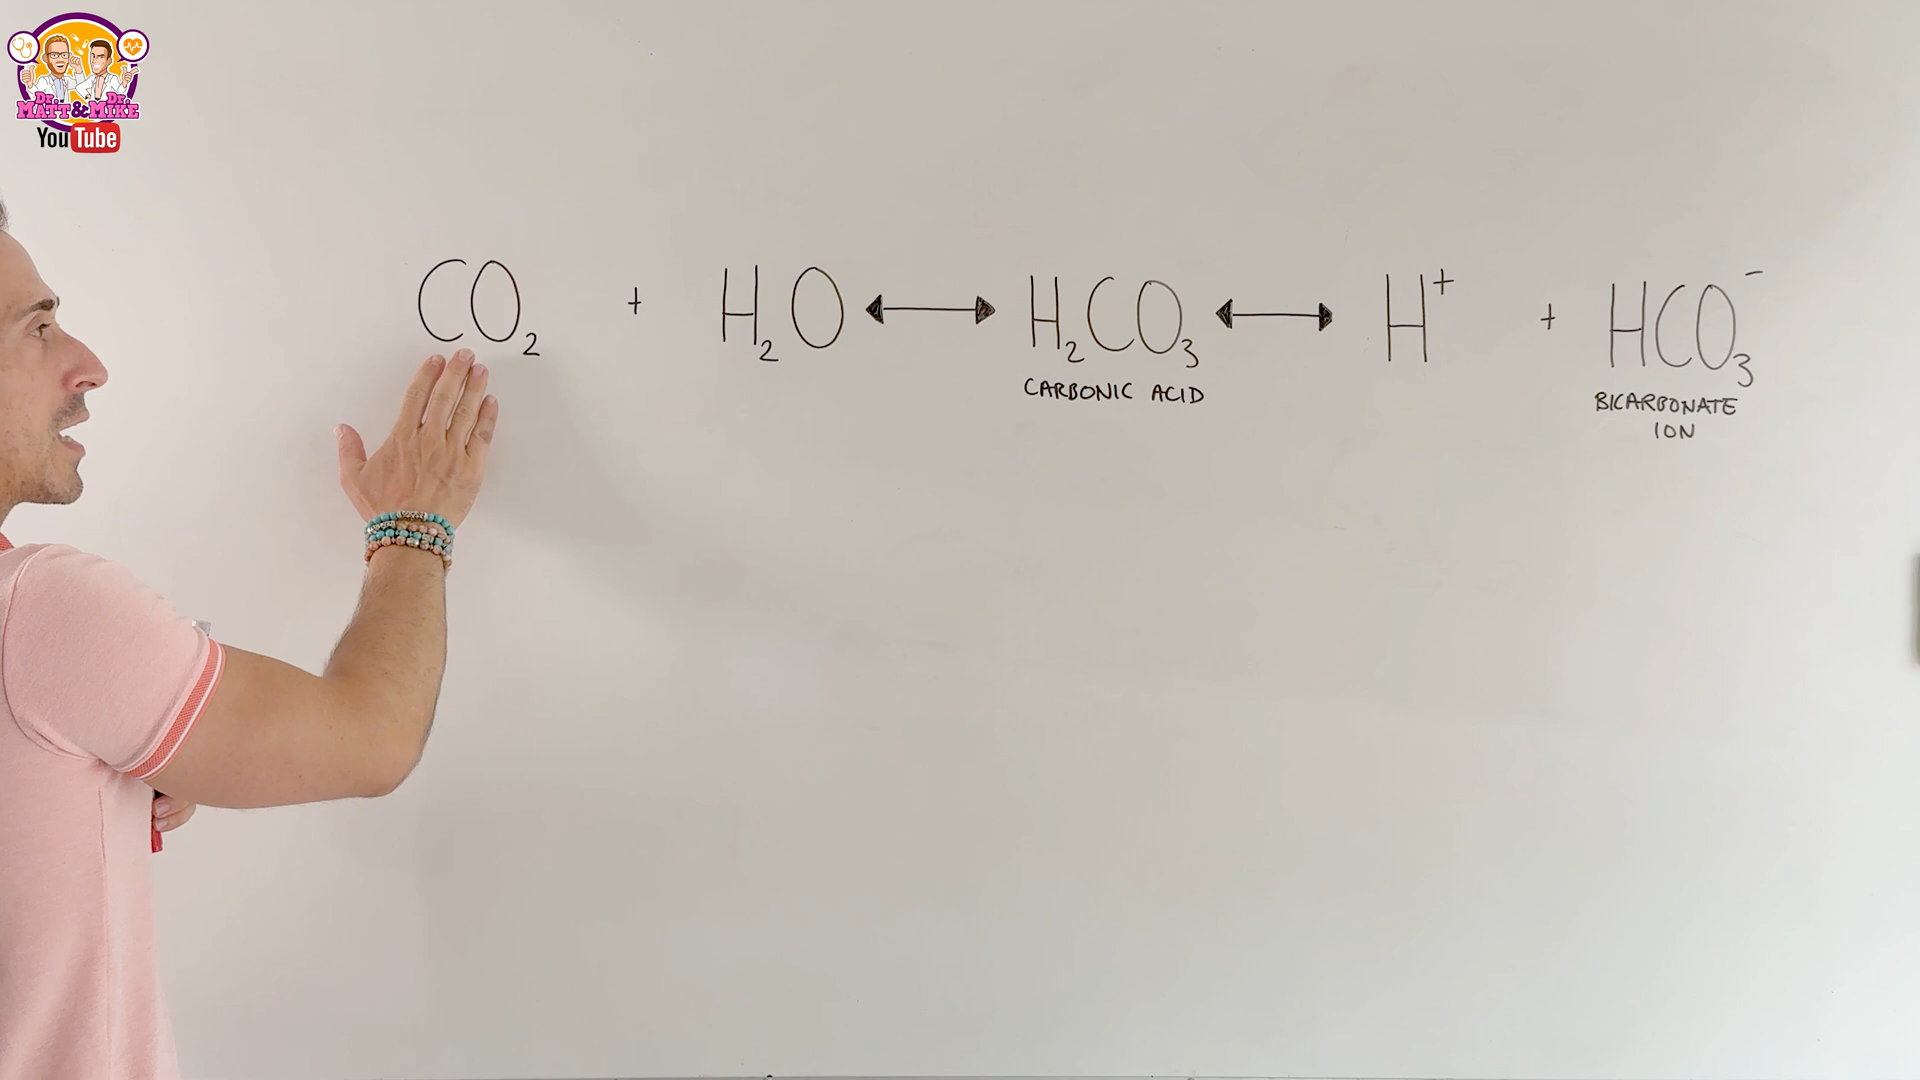 Dr. Dr.
MATT & MIKE
YouTube
CO₂ + H₂O ↔ H₂CO₃ ↔ H⁺ + HCO₃⁻
CARBONIC ACID
BICARBONATE
ION